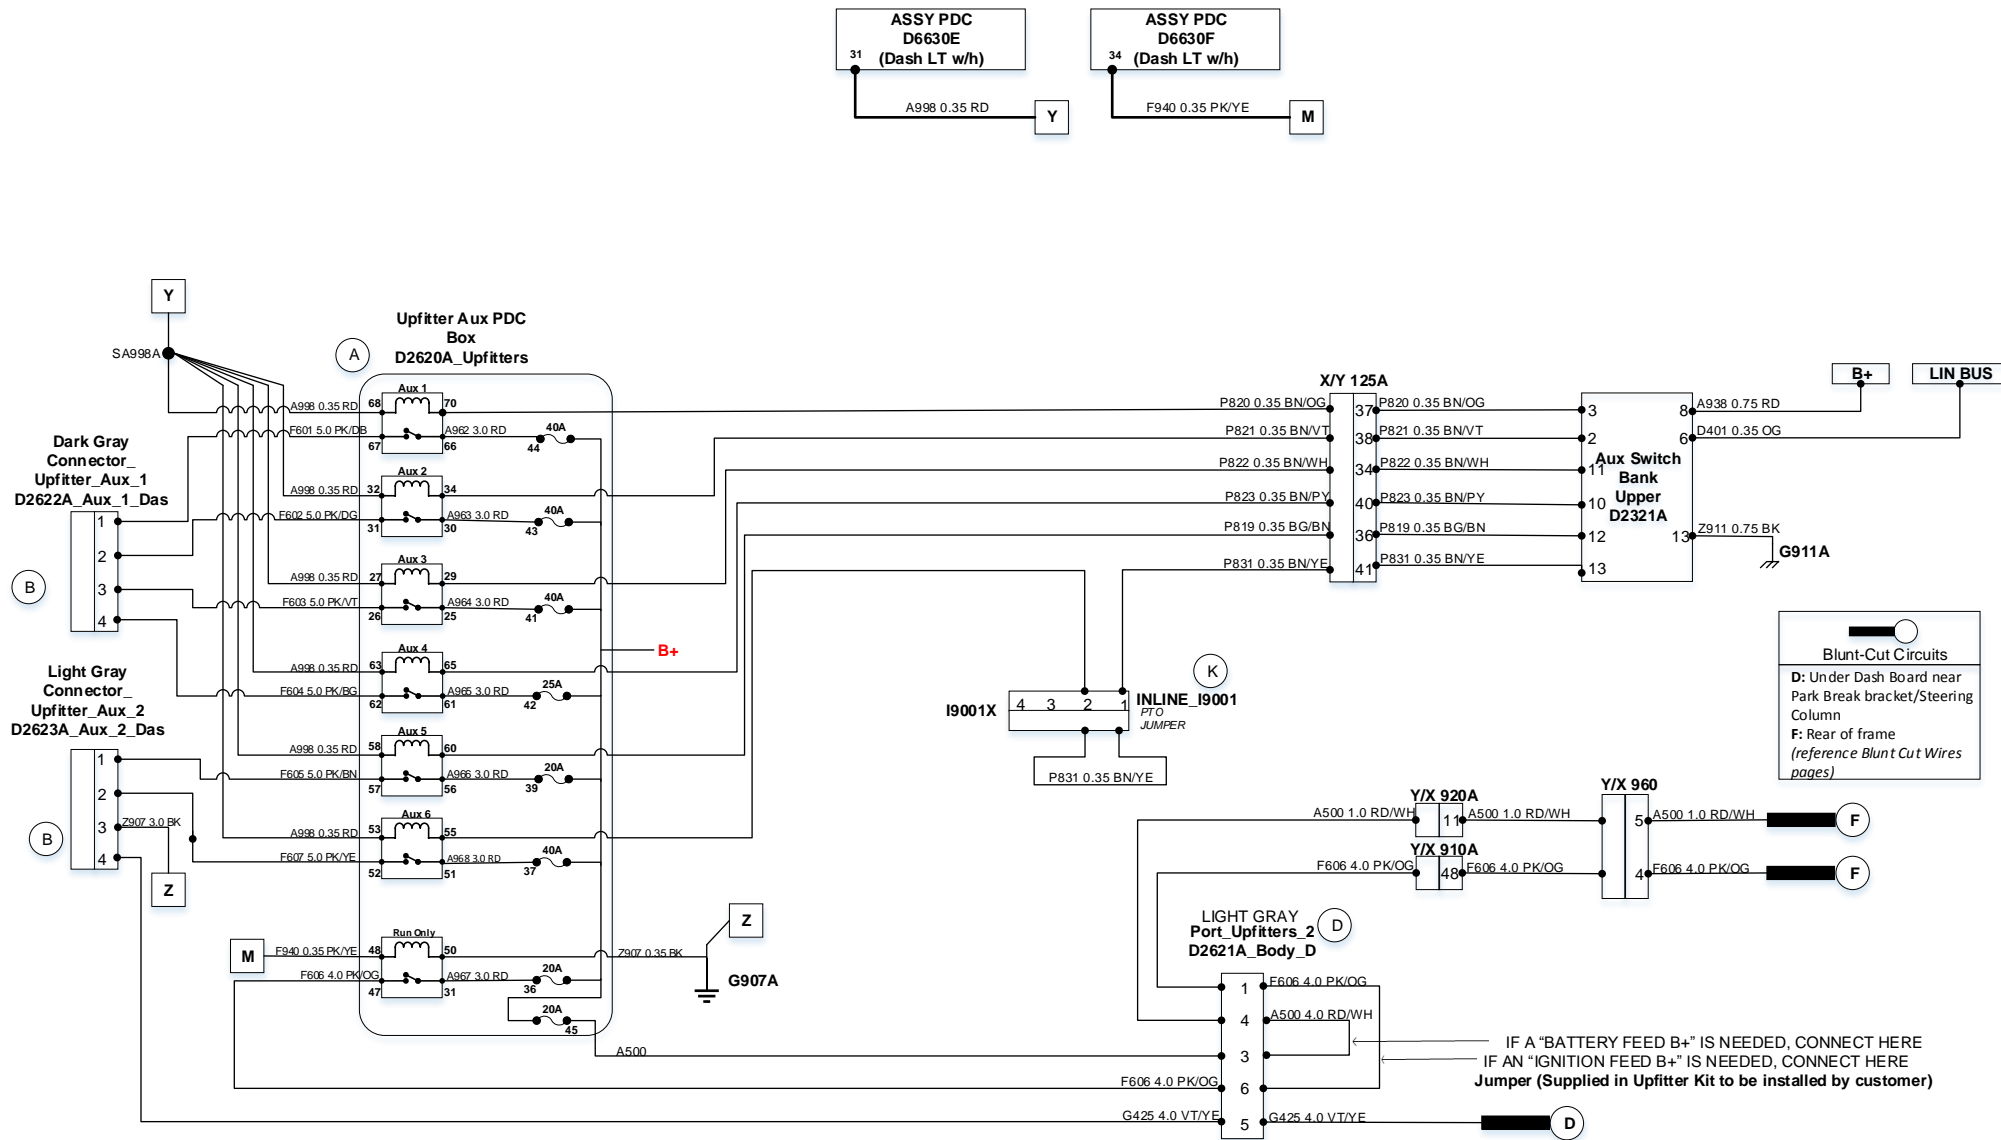 ASSY PDC
D6630E
31 (Dash LT w/h)
A998 0.35 RD
Y
ASSY PDC
D6630F
34 (Dash LT w/h)
F940 0.35 PK/YE
M
Y
SA998A
Upfitter Aux PDC
Box
D2620A_Upfitters
A
Dark Gray
Connector_
Upfitter_Aux_1
D2622A_Aux_1_Das
1
2
3
4
B
Light Gray
Connector_
Upfitter_Aux_2
D2623A_Aux_2_Das
1
2
3
4
B
Z907 3.0 BK
Z
Aux 1
A998 0.35 RD 68 70
F601 5.0 PK/DB 67 66 A962 3.0 RD 40A 44
Aux 2
A998 0.35 RD 32 34
F602 5.0 PK/DG 31 30 A963 3.0 RD 40A 43
Aux 3
A998 0.35 RD 27 29
F603 5.0 PK/VT 26 25 A964 3.0 RD 40A 41
Aux 4
A998 0.35 RD 63 65
F604 5.0 PK/BG 62 61 A965 3.0 RD 25A 42
B+
Aux 5
A998 0.35 RD 58 60
F605 5.0 PK/BN 57 56 A966 3.0 RD 20A 39
Aux 6
A998 0.35 RD 53 55
F607 5.0 PK/YE 52 51 A968 3.0 RD 40A 37
Run Only
M F940 0.35 PK/YE 48 50 Z907 0.35 BK
F606 4.0 PK/OG 47 31 A967 3.0 RD 20A 36
20A 45
Z
G907A
A500
F606 4.0 PK/OG
G425 4.0 VT/YE
X/Y 125A
P820 0.35 BN/OG 37 P820 0.35 BN/OG 3
P821 0.35 BN/VT 38 P821 0.35 BN/VT 2
P822 0.35 BN/WH 34 P822 0.35 BN/WH 11
P823 0.35 BN/PY 40 P823 0.35 BN/PY 10
P819 0.35 BG/BN 36 P819 0.35 BG/BN 12
P831 0.35 BN/YE 41 P831 0.35 BN/YE 13
Aux Switch
Bank
Upper
D2321A
8 A938 0.75 RD
6 D401 0.35 OG
13 Z911 0.75 BK
B+
LIN BUS
G911A
K
I9001X
4 3 2 1
INLINE_I9001
PTO
JUMPER
P831 0.35 BN/YE
Blunt-Cut Circuits
D: Under Dash Board near
Park Break bracket/Steering
Column
F: Rear of frame
(reference Blunt Cut Wires
pages)
Y/X 920A
A500 1.0 RD/WH 11 A500 1.0 RD/WH
Y/X 910A
F606 4.0 PK/OG 48 F606 4.0 PK/OG
Y/X 960
5 A500 1.0 RD/WH F
4 F606 4.0 PK/OG F
LIGHT GRAY
Port_Upfitters_2
D2621A_Body_D
D
1 F606 4.0 PK/OG
4 A500 4.0 RD/WH
3
6
5 G425 4.0 VT/YE D
IF A “BATTERY FEED B+” IS NEEDED, CONNECT HERE
IF AN “IGNITION FEED B+” IS NEEDED, CONNECT HERE
Jumper (Supplied in Upfitter Kit to be installed by customer)